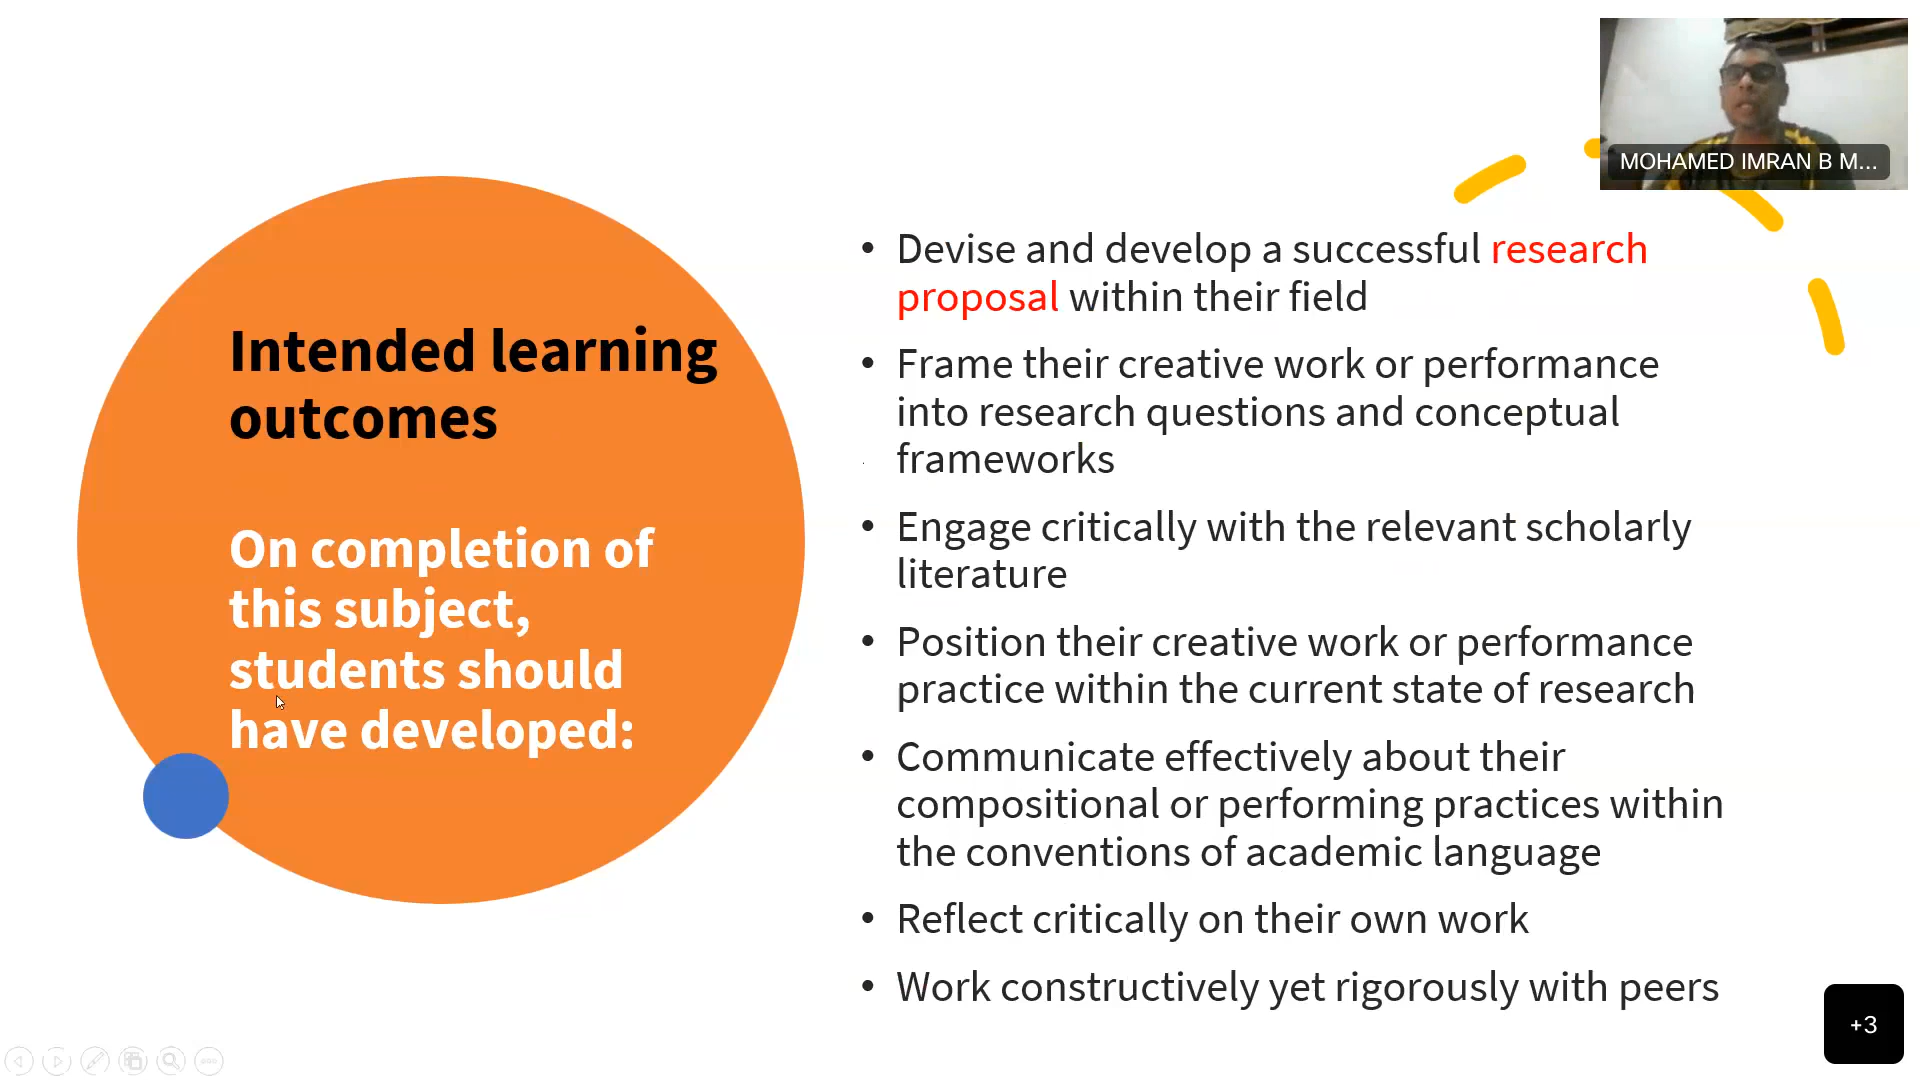 Intended learning
outcomes
On completion of
this subject,
students should
have developed:
• Devise and develop a successful research
proposal within their field
• Frame their creative work or performance
into research questions and conceptual
frameworks
• Engage critically with the relevant scholarly
literature
• Position their creative work or performance
practice within the current state of research
• Communicate effectively about their
compositional or performing practices within
the conventions of academic language
• Reflect critically on their own work
• Work constructively yet rigorously with peers
MOHAMED IMRAN B M...
+3